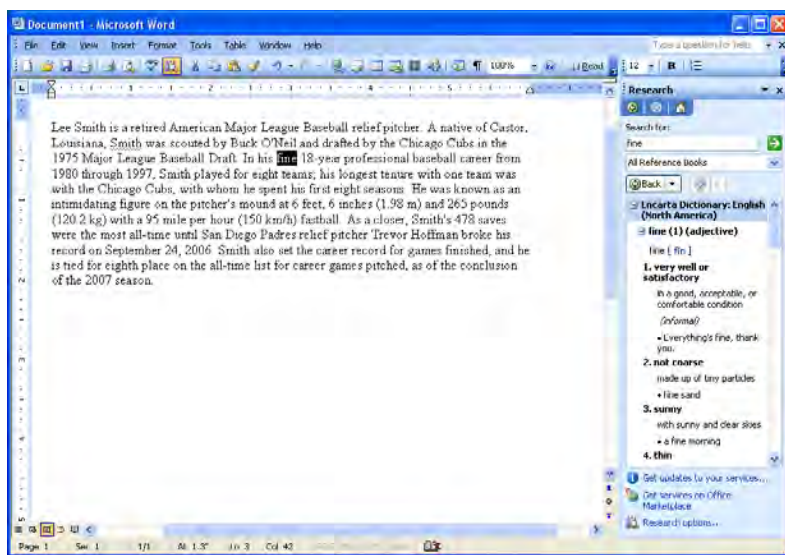 Document1 - Microsoft Word
File Edit View Insert Format Tools Table Window Help
Type a question for help
100%
Read
12
B
Lee Smith is a retired American Major League Baseball relief pitcher. A native of Castor,
Louisiana, Smith was scouted by Buck O'Neil and drafted by the Chicago Cubs in the
1975 Major League Baseball Draft. In his fine 18-year professional baseball career from
1980 through 1997, Smith played for eight teams; his longest tenure with one team was
with the Chicago Cubs, with whom he spent his first eight seasons. He was known as an
intimidating figure on the pitcher's mound at 6 feet, 6 inches (1.98 m) and 265 pounds
(120.2 kg) with a 95 mile per hour (150 km/h) fastball. As a closer, Smith's 478 saves
were the most all-time until San Diego Padres relief pitcher Trevor Hoffman broke his
record on September 24, 2006. Smith also set the career record for games finished, and he
is tied for eighth place on the all-time list for career games pitched, as of the conclusion
of the 2007 season.
Research
Search for:
fine
All Reference Books
Back
Encarta Dictionary: English
(North America)
fine (1) (adjective)
fine [ fīn ]
1. very well or
satisfactory
in a good, acceptable, or
comfortable condition
(informal)
• Everything's fine, thank
you.
2. not coarse
made up of tiny particles
• fine sand
3. sunny
with sunny and clear skies
• a fine morning
4. thin
Get updates to your services...
Get services on Office
Marketplace
Research options...
Page 1 Sec 1 1/1 At 1.3" Ln 3 Col 42